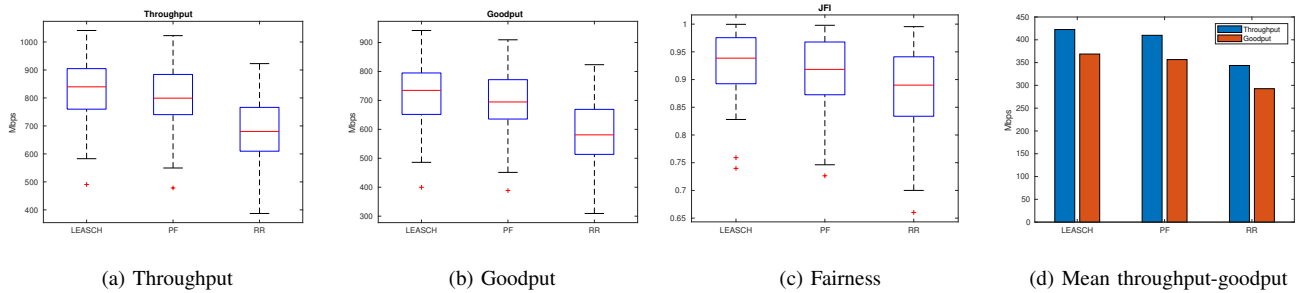 Throughput
1000
900
800
700
600
500
400
Mbps
LEASCH PF RR
(a) Throughput
Goodput
900
800
700
600
500
400
300
Mbps
LEASCH PF RR
(b) Goodput
JFI
1
0.95
0.9
0.85
0.8
0.75
0.7
0.65
LEASCH PF RR
(c) Fairness
450
400
350
300
250
200
150
100
50
0
Mbps
Throughput
Goodput
LEASCH PF RR
(d) Mean throughput-goodput